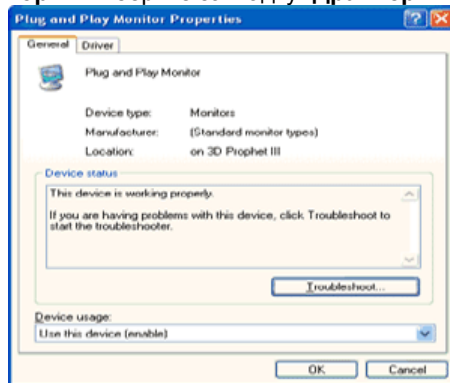 Plug and Play Monitor Properties
General Driver
Plug and Play Monitor
Device type: Monitors
Manufacturer: (Standard monitor types)
Location: on 3D Prophet III
Device status
This device is working properly.
If you are having problems with this device, click Troubleshoot to
start the troubleshooter.
Troubleshoot...
Device usage:
Use this device (enable)
OK Cancel